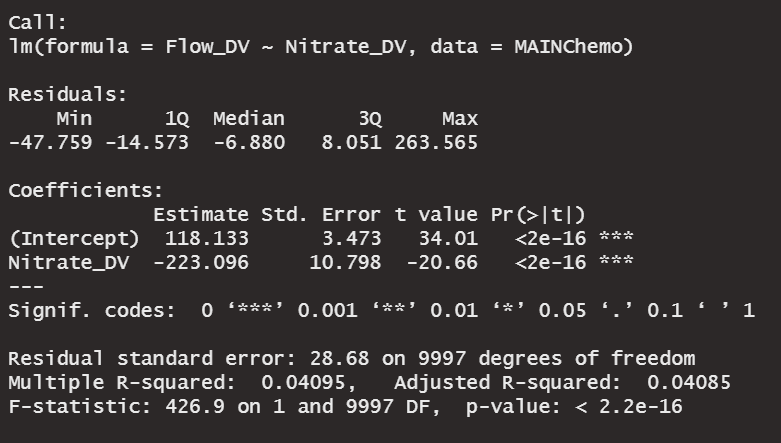 Call:
lm(formula = Flow_DV ~ Nitrate_DV, data = MAINChemo)

Residuals:
    Min      1Q  Median      3Q     Max
-47.759 -14.573  -6.880   8.051 263.565

Coefficients:
            Estimate Std. Error t value Pr(>|t|)
(Intercept)  118.133      3.473   34.01   <2e-16 ***
Nitrate_DV  -223.096     10.798  -20.66   <2e-16 ***
---
Signif. codes:  0 ‘***’ 0.001 ‘**’ 0.01 ‘*’ 0.05 ‘.’ 0.1 ‘ ’ 1

Residual standard error: 28.68 on 9997 degrees of freedom
Multiple R-squared:  0.04095,	Adjusted R-squared:  0.04085
F-statistic: 426.9 on 1 and 9997 DF,  p-value: < 2.2e-16